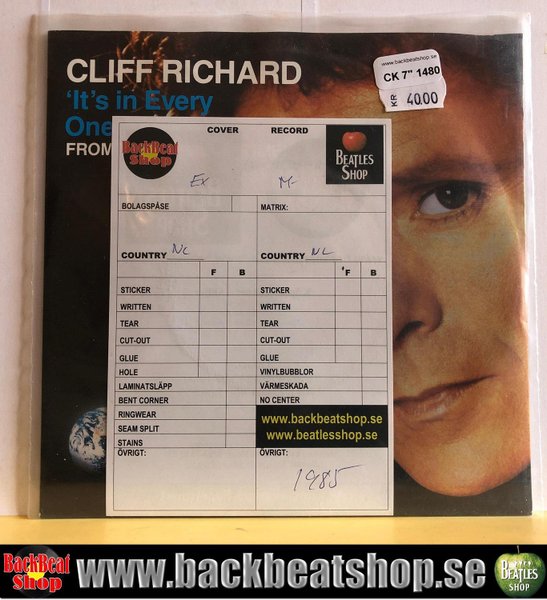 CLIFF RICHARD
'It's in Every
One
FROM
www.backbeatshop.se
CK 7" 1480
KR 40.00
BackBeat Shop
COVER RECORD
BEATLES SHOP
Ex M-
BOLAGSPÅSE MATRIX:
COUNTRY NL COUNTRY NL
F B F B
STICKER STICKER
WRITTEN WRITTEN
TEAR TEAR
CUT-OUT CUT-OUT
GLUE GLUE
HOLE VINYLBUBBLOR
LAMINATSLÄPP VÄRMESKADA
BENT CORNER NO CENTER
RINGWEAR
SEAM SPLIT
STAINS
www.backbeatshop.se
www.beatlesshop.se
ÖVRIGT: ÖVRIGT:
1985
BackBeat Shop www.backbeatshop.se BEATLES SHOP